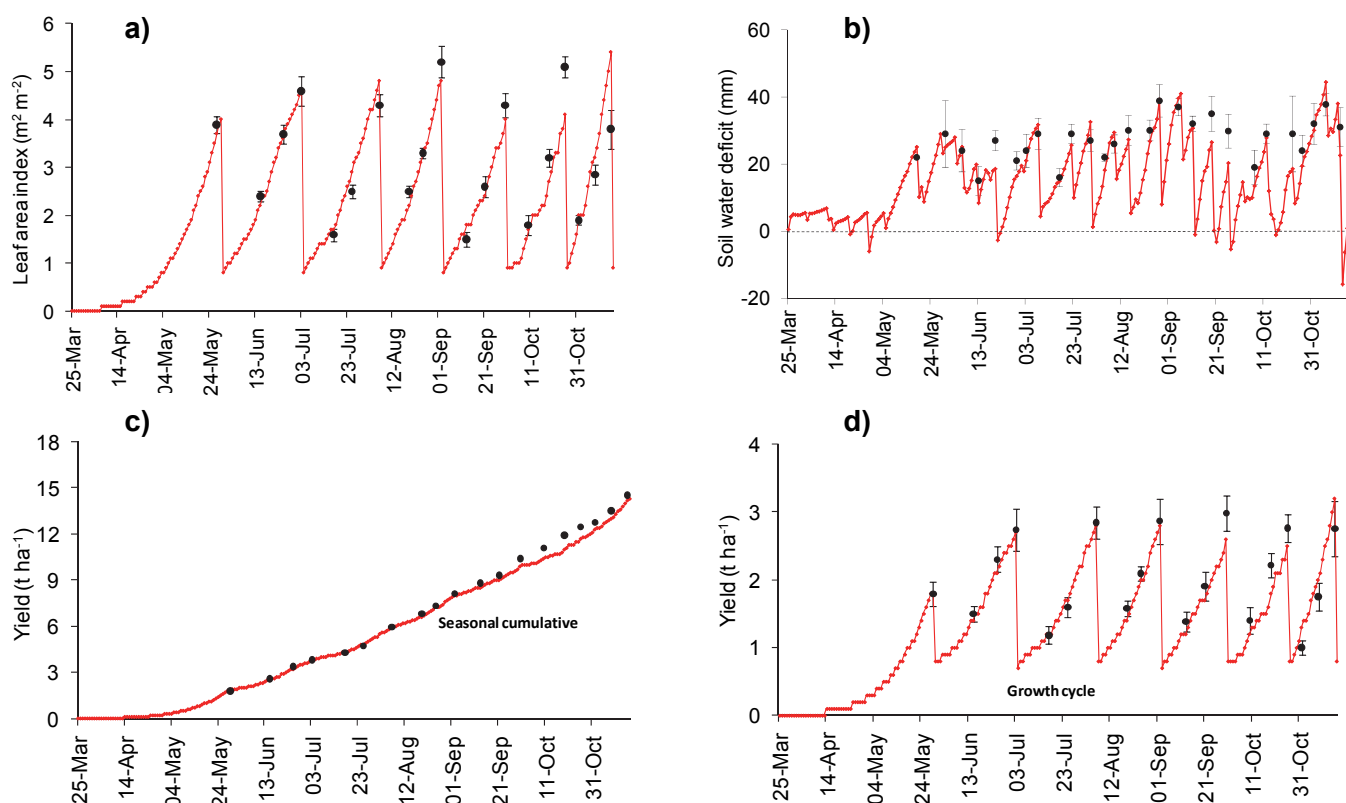 a)
Leaf area index (m² m⁻²)
6
5
4
3
2
1
0
25-Mar
14-Apr
04-May
24-May
13-Jun
03-Jul
23-Jul
12-Aug
01-Sep
21-Sep
11-Oct
31-Oct
b)
Soil water deficit (mm)
60
40
20
0
-20
25-Mar
14-Apr
04-May
24-May
13-Jun
03-Jul
23-Jul
12-Aug
01-Sep
21-Sep
11-Oct
31-Oct
c)
Yield (t ha⁻¹)
18
15
12
9
6
3
0
Seasonal cumulative
25-Mar
14-Apr
04-May
24-May
13-Jun
03-Jul
23-Jul
12-Aug
01-Sep
21-Sep
11-Oct
31-Oct
d)
Yield (t ha⁻¹)
4
3
2
1
0
Growth cycle
25-Mar
14-Apr
04-May
24-May
13-Jun
03-Jul
23-Jul
12-Aug
01-Sep
21-Sep
11-Oct
31-Oct